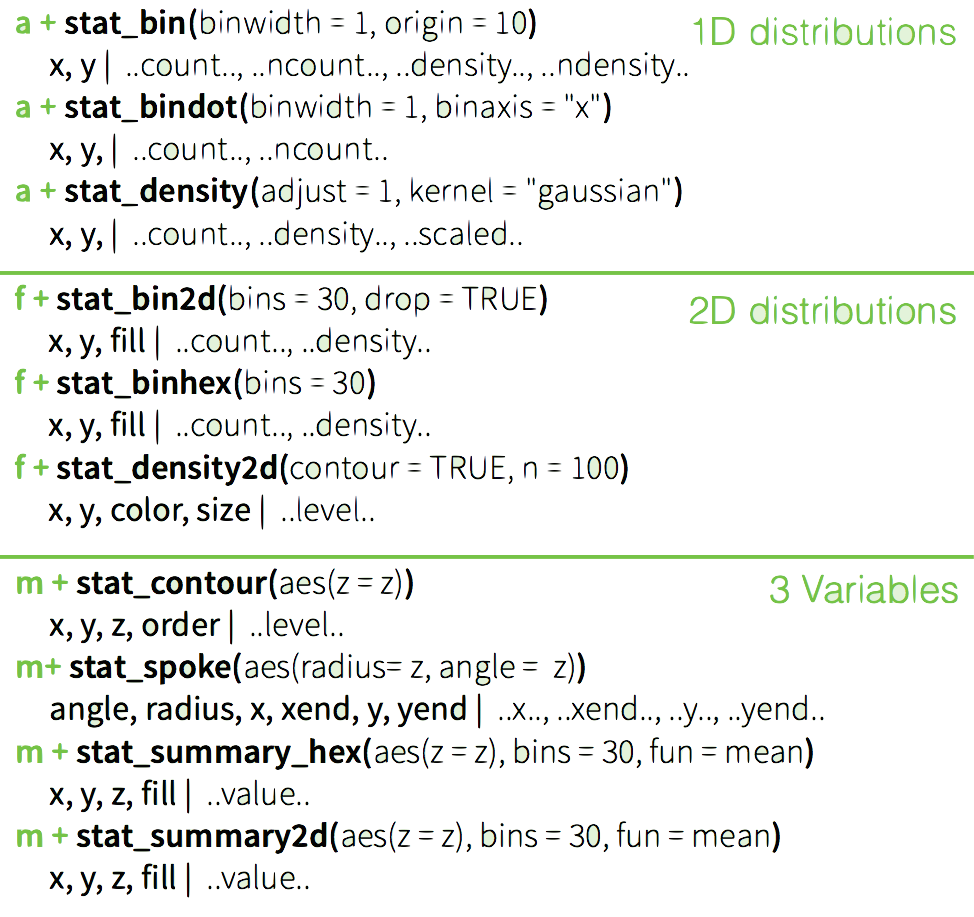 a + stat_bin(binwidth = 1, origin = 10)
1D distributions
x, y | ..count.., ..ncount.., ..density.., ..ndensity..
a + stat_bindot(binwidth = 1, binaxis = "x")
x, y, | ..count.., ..ncount..
a + stat_density(adjust = 1, kernel = "gaussian")
x, y, | ..count.., ..density.., ..scaled..
f + stat_bin2d(bins = 30, drop = TRUE)
2D distributions
x, y, fill | ..count.., ..density..
f + stat_binhex(bins = 30)
x, y, fill | ..count.., ..density..
f + stat_density2d(contour = TRUE, n = 100)
x, y, color, size | ..level..
m + stat_contour(aes(z = z))
3 Variables
x, y, z, order | ..level..
m+ stat_spoke(aes(radius= z, angle = z))
angle, radius, x, xend, y, yend | ..x.., ..xend.., ..y.., ..yend..
m + stat_summary_hex(aes(z = z), bins = 30, fun = mean)
x, y, z, fill | ..value..
m + stat_summary2d(aes(z = z), bins = 30, fun = mean)
x, y, z, fill | ..value..